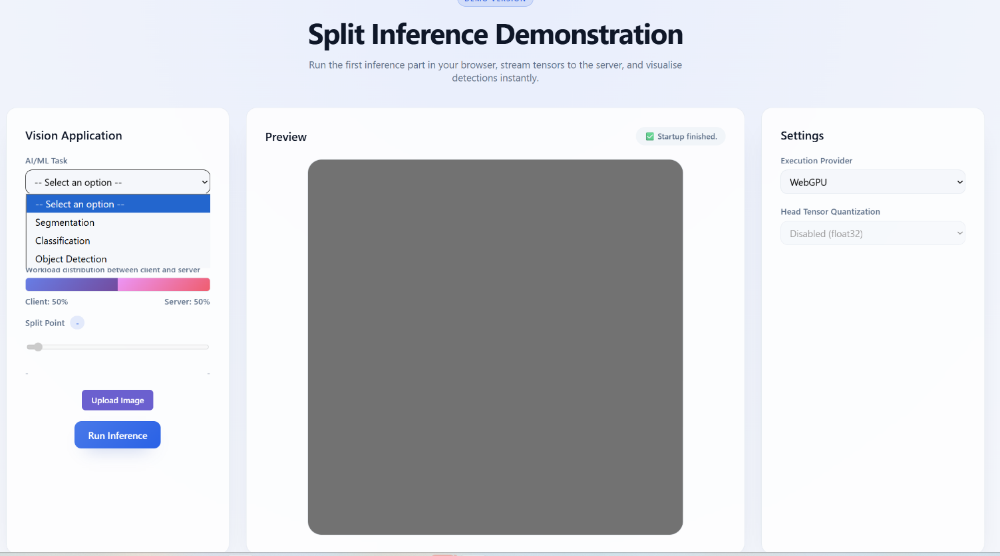 DEMO VERSION
Split Inference Demonstration
Run the first inference part in your browser, stream tensors to the server, and visualise
detections instantly.
Vision Application
AI/ML Task
-- Select an option --
-- Select an option --
Segmentation
Classification
Object Detection
Workload distribution between client and server
Client: 50%
Server: 50%
Split Point -
-
-
Upload Image
Run Inference
Preview
✅ Startup finished.
Settings
Execution Provider
WebGPU
Head Tensor Quantization
Disabled (float32)